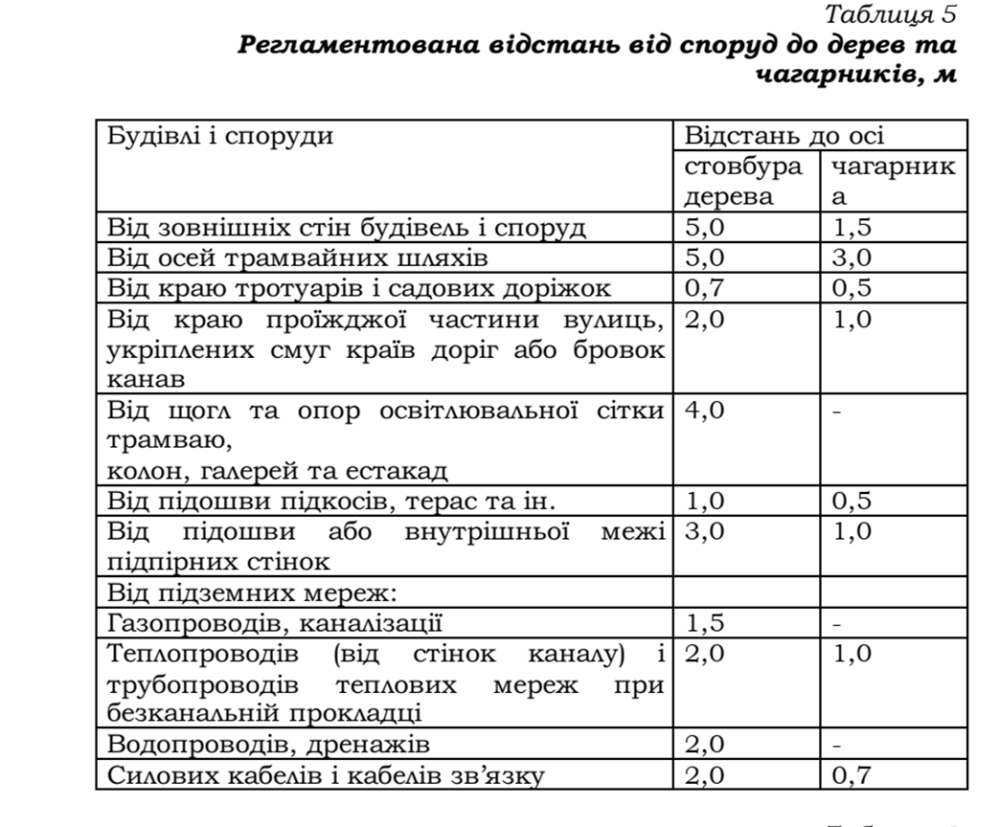 Таблиця 5
Регламентована відстань від споруд до дерев та
чагарників, м
Будівлі і споруди
Відстань до осі
стовбура
дерева
чагарник
а
Від зовнішніх стін будівель і споруд 5,0 1,5
Від осей трамвайних шляхів 5,0 3,0
Від краю тротуарів і садових доріжок 0,7 0,5
Від краю проїжджої частини вулиць, 2,0 1,0
укріплених смуг країв доріг або бровок
канав
Від щогл та опор освітлювальної сітки 4,0 -
трамваю,
колон, галерей та естакад
Від підошви підкосів, терас та ін. 1,0 0,5
Від підошви або внутрішньої межі 3,0 1,0
підпірних стінок
Від підземних мереж:
Газопроводів, каналізації 1,5 -
Теплопроводів (від стінок каналу) і 2,0 1,0
трубопроводів теплових мереж при
безканальній прокладці
Водопроводів, дренажів 2,0 -
Силових кабелів і кабелів зв’язку 2,0 0,7